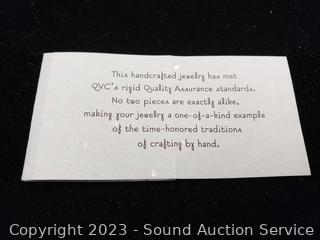 This handcrafted jewelry has met
QVC's rigid Quality Assurance standards.
No two pieces are exactly alike,
making your jewelry a one-of-a-kind example
of the time-honored traditions
of crafting by hand.
Copyright 2023 - Sound Auction Service